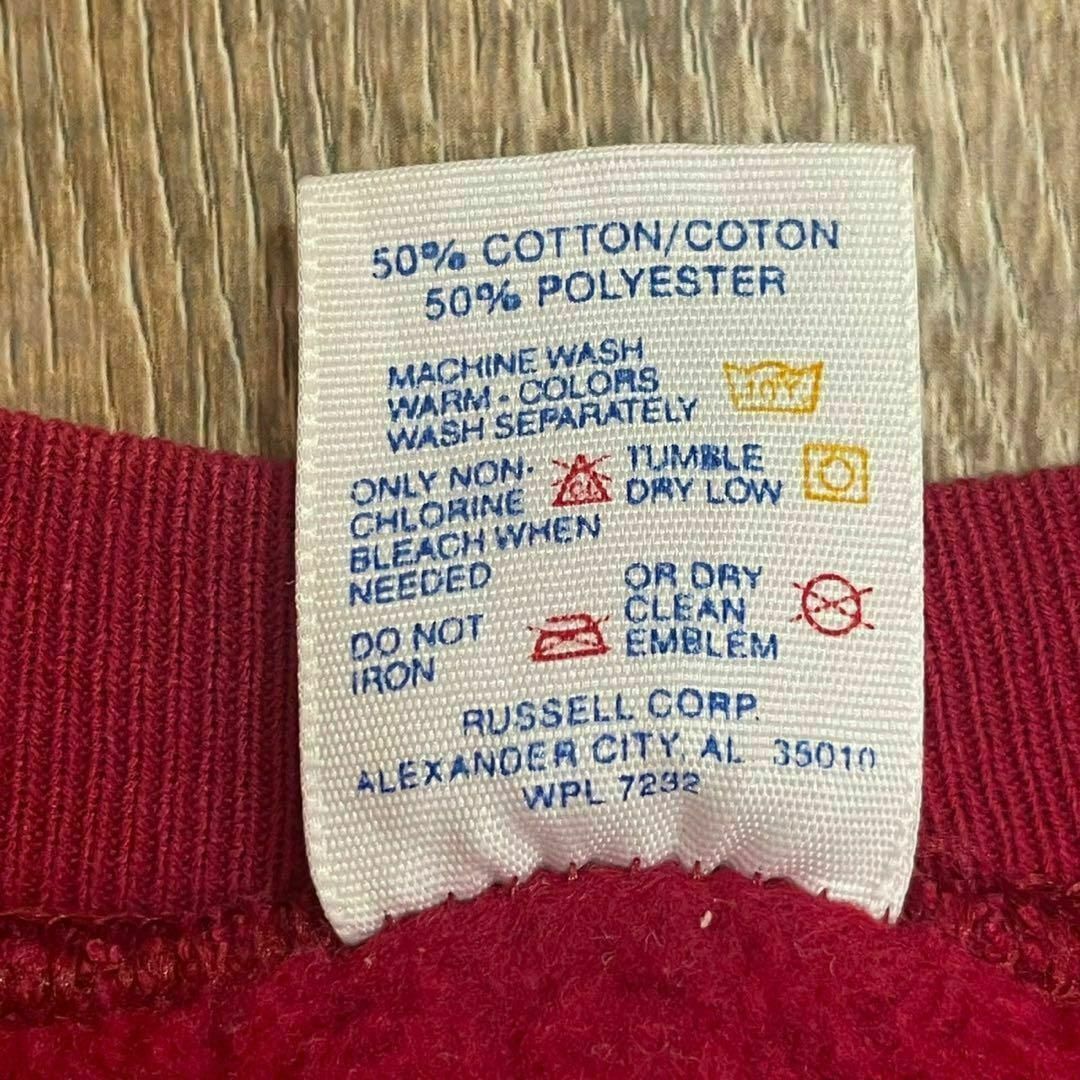 50% COTTON/COTON
50% POLYESTER
MACHINE WASH
WARM - COLORS
WASH SEPARATELY
ONLY NON-
CHLORINE
BLEACH WHEN
NEEDED
TUMBLE
DRY LOW
DO NOT
IRON
OR DRY
CLEAN
EMBLEM
RUSSELL CORP.
ALEXANDER CITY, AL 35010
WPL 7232